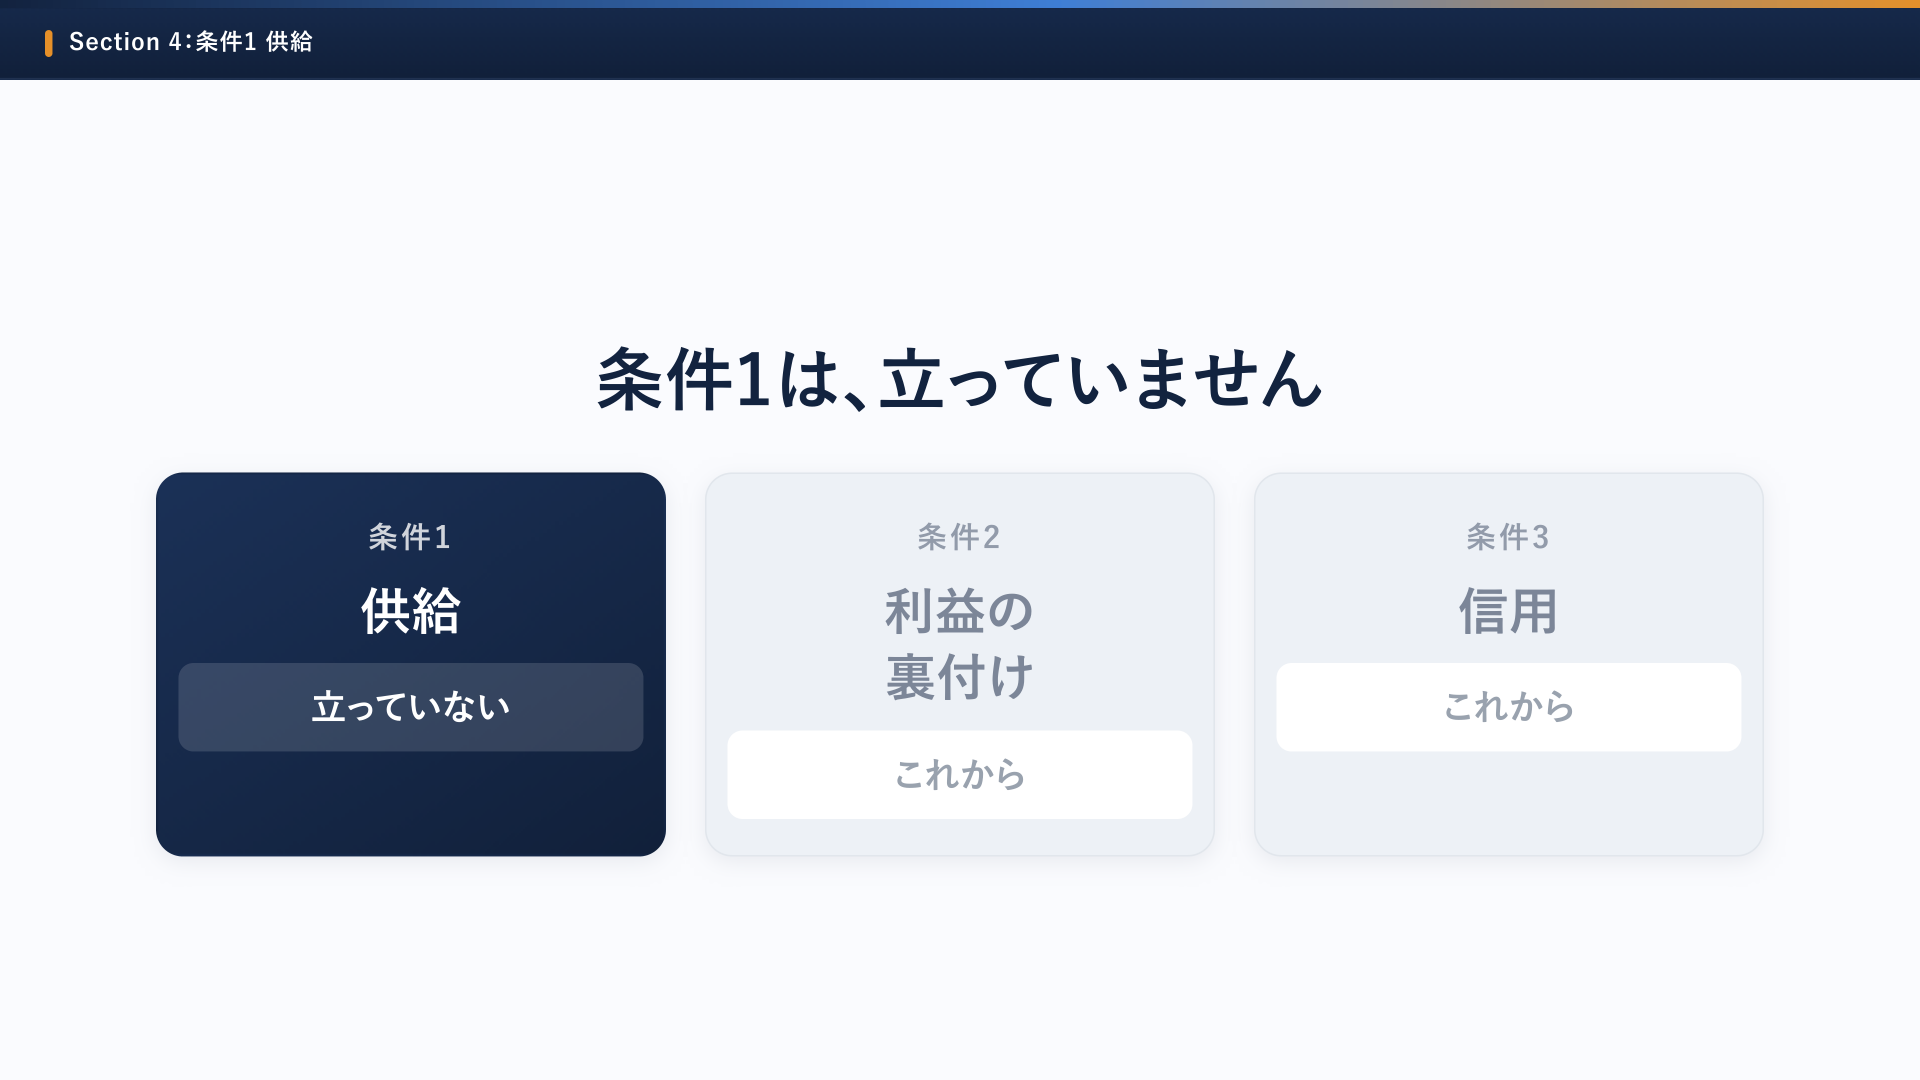 Section 4：条件1 供給
条件1は、立っていません
条件1
供給
立っていない
条件2
利益の
裏付け
これから
条件3
信用
これから